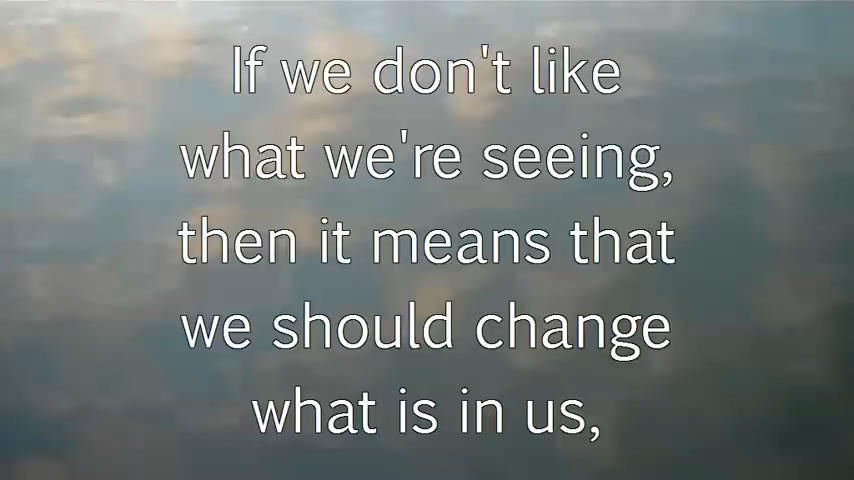 If we don't like
what we're seeing,
then it means that
we should change
what is in us,